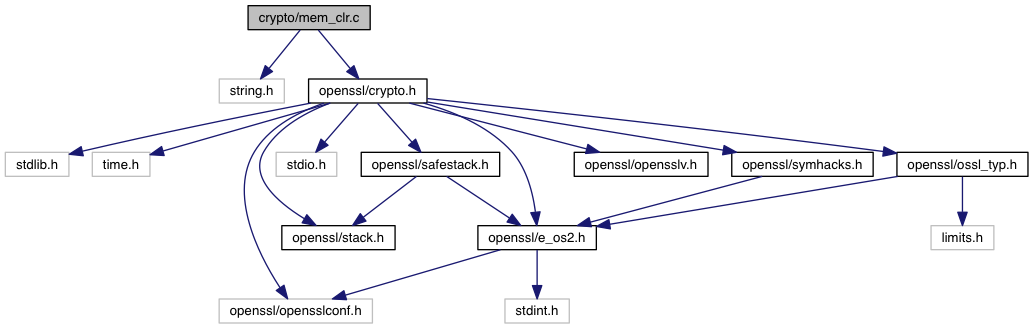 crypto/mem_clr.c
string.h
openssl/crypto.h
stdlib.h
time.h
stdio.h
openssl/safestack.h
openssl/opensslv.h
openssl/symhacks.h
openssl/ossl_typ.h
openssl/stack.h
openssl/e_os2.h
limits.h
openssl/opensslconf.h
stdint.h